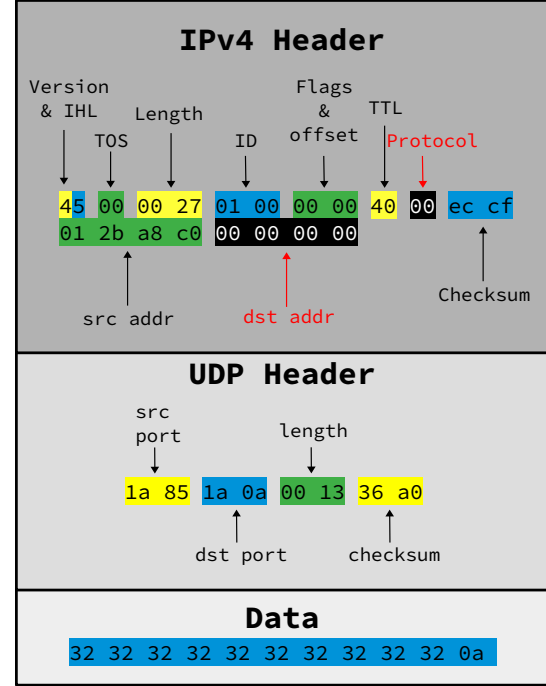 IPv4 Header
Version
& IHL
TOS
Length
ID
Flags
&
offset
TTL
Protocol
45 00 00 27 01 00 00 00 40 00 ec cf
01 2b a8 c0 00 00 00 00
src addr
dst addr
Checksum
UDP Header
src
port
length
1a 85 1a 0a 00 13 36 a0
dst port
checksum
Data
32 32 32 32 32 32 32 32 32 32 0a